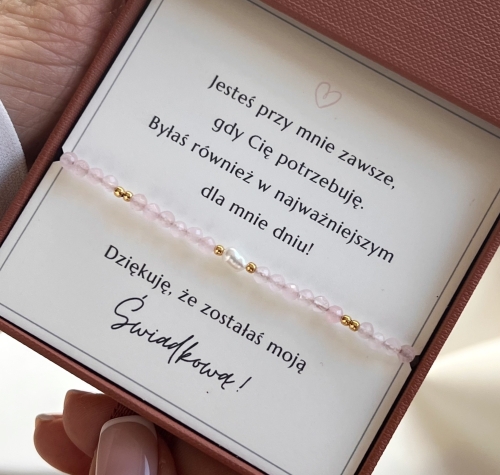 Jesteś przy mnie zawsze,
gdy Cię potrzebuję.
Byłaś również w najważniejszym
dla mnie dniu!
Dziękuję, że zostałaś moją
Świadkową!